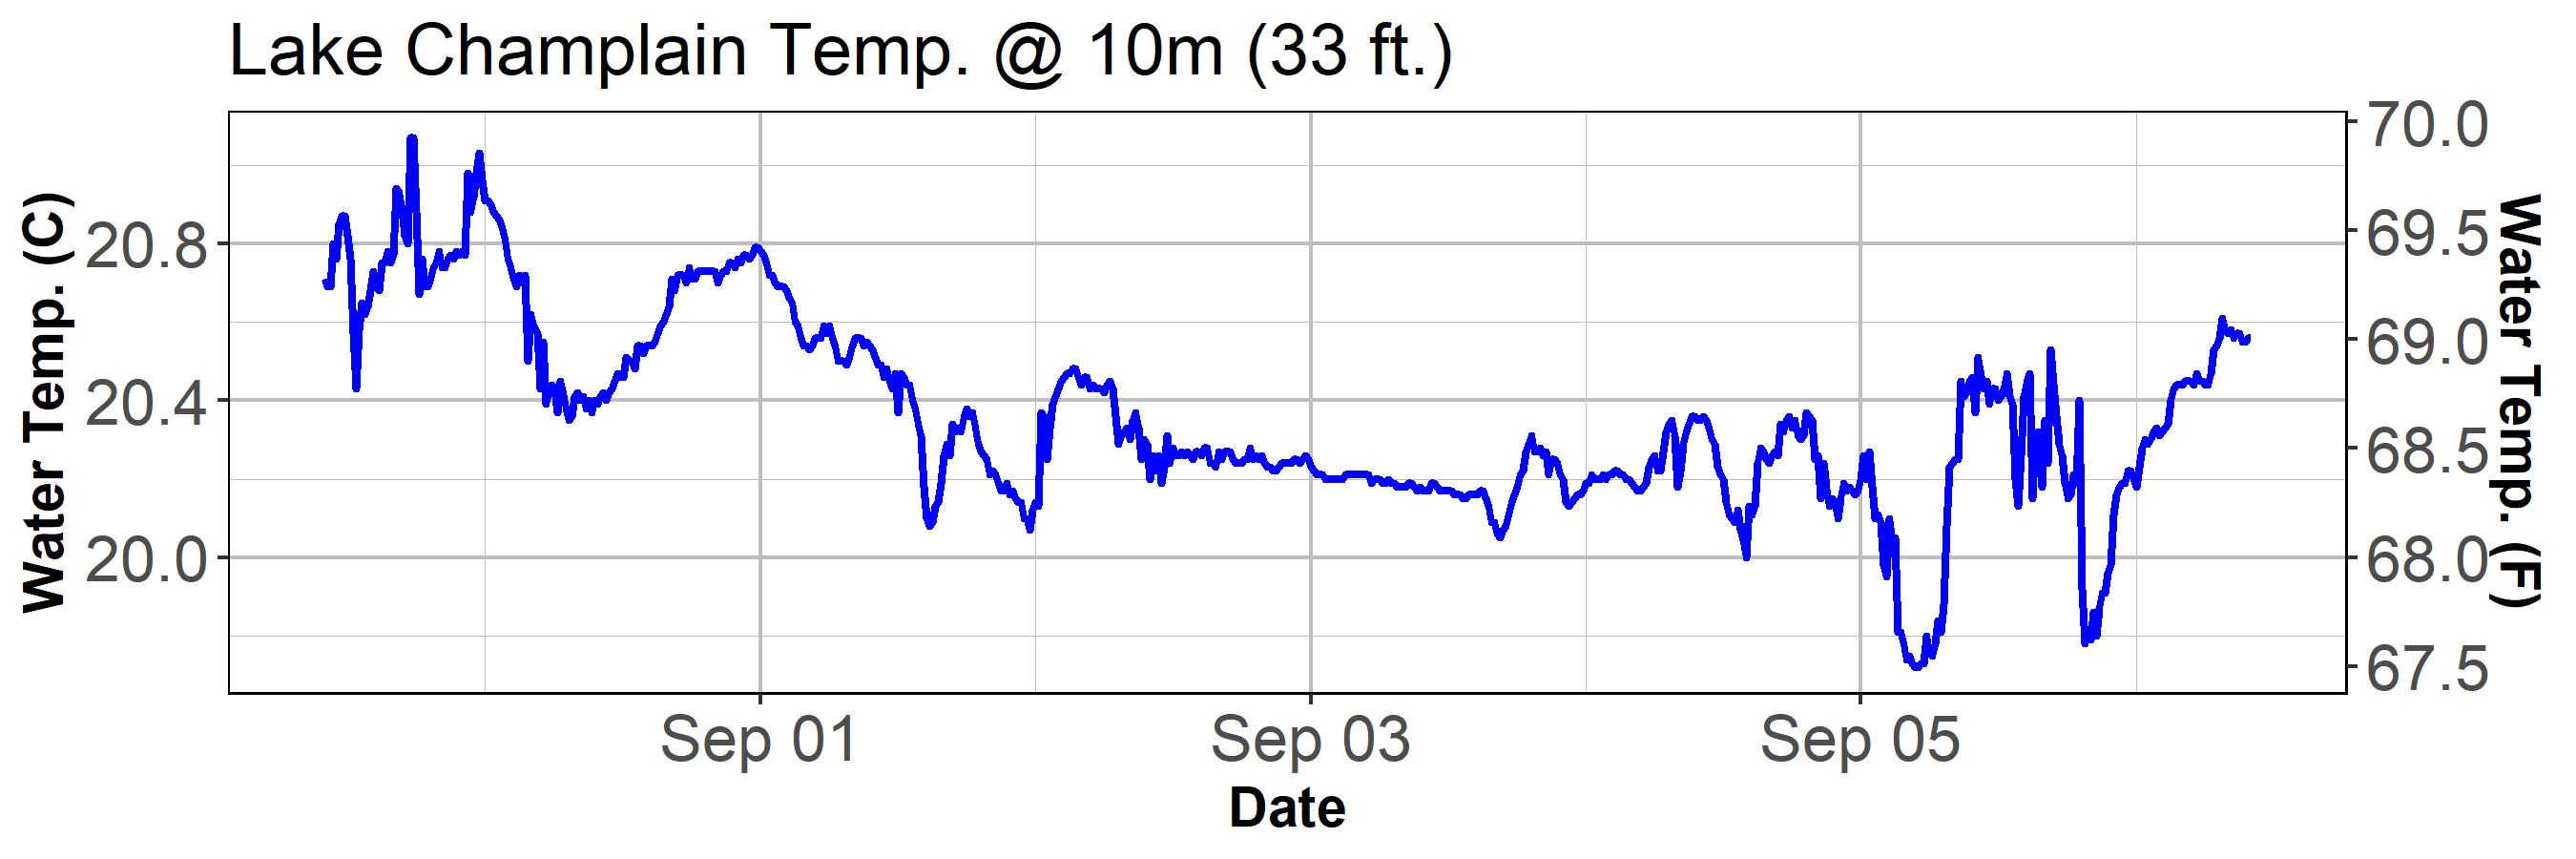 Lake Champlain Temp. @ 10m (33 ft.)
Water Temp. (C)
20.8
20.4
20.0
70.0
69.5
69.0
68.5
68.0
67.5
Water Temp. (F)
Sep 01
Sep 03
Sep 05
Date